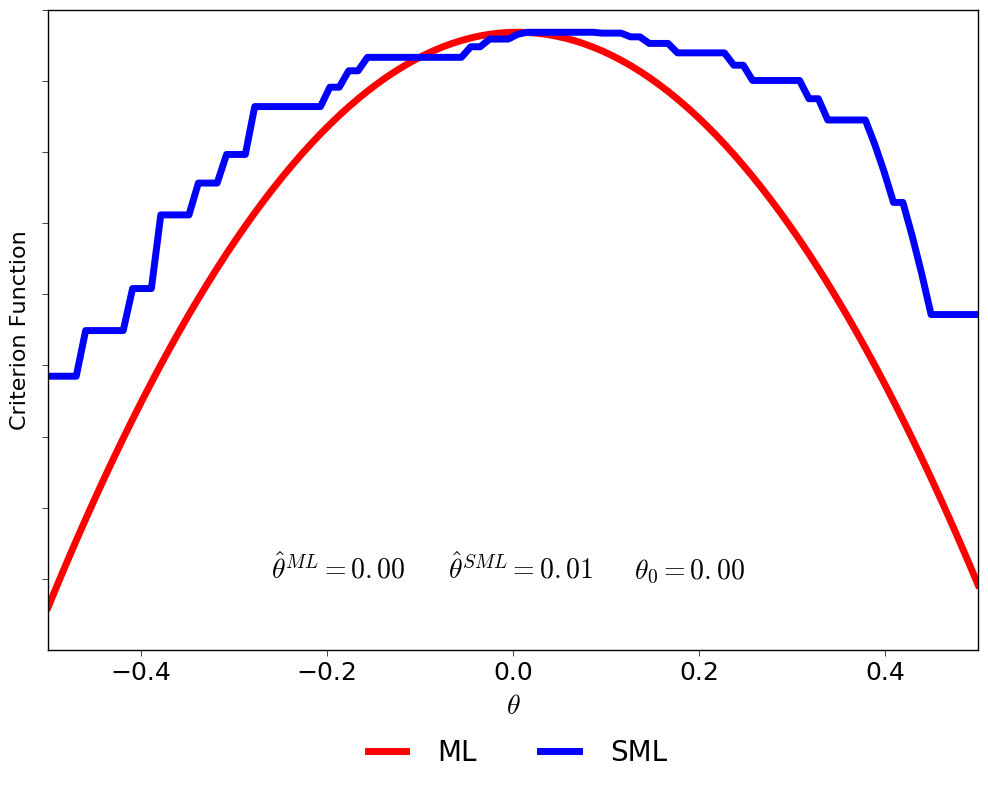 Criterion Function
θ̂^{ML} = 0.00 θ̂^{SML} = 0.01 θ_0 = 0.00
−0.4 −0.2 0.0 0.2 0.4
θ
ML SML